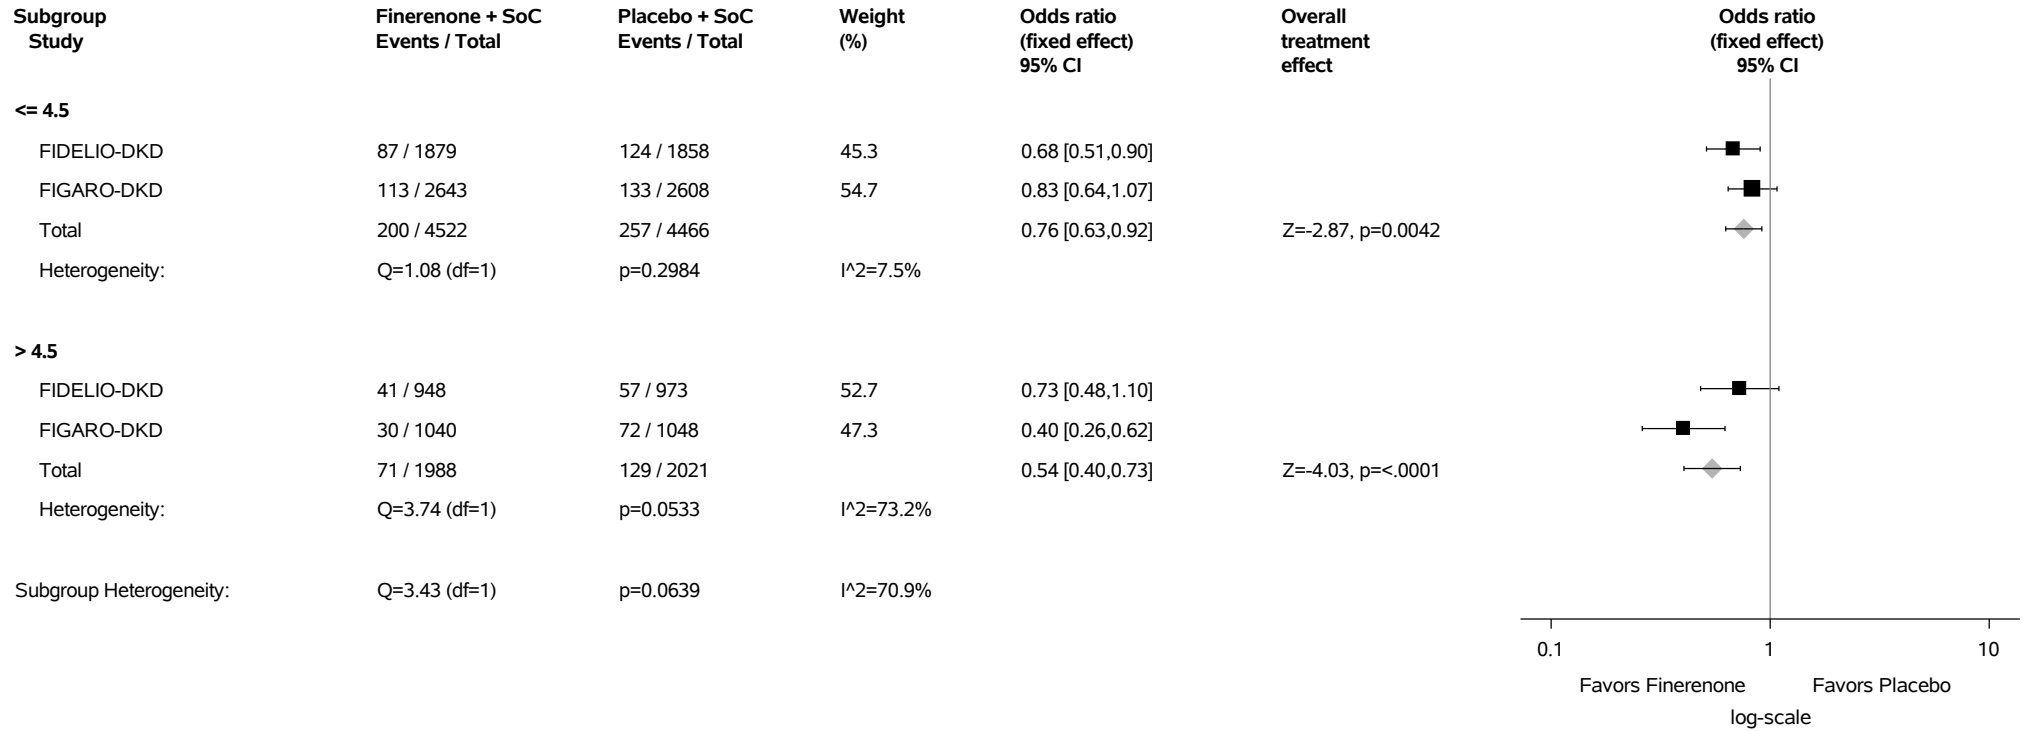 Subgroup Finerenone + SoC Placebo + SoC Weight Odds ratio Overall Odds ratio
Study Events / Total Events / Total (%) (fixed effect) treatment (fixed effect)
95% CI effect 95% CI
<= 4.5
FIDELIO-DKD 87 / 1879 124 / 1858 45.3 0.68 [0.51,0.90]
FIGARO-DKD 113 / 2643 133 / 2608 54.7 0.83 [0.64,1.07]
Total 200 / 4522 257 / 4466 0.76 [0.63,0.92] Z=-2.87, p=0.0042
Heterogeneity: Q=1.08 (df=1) p=0.2984 I^2=7.5%
> 4.5
FIDELIO-DKD 41 / 948 57 / 973 52.7 0.73 [0.48,1.10]
FIGARO-DKD 30 / 1040 72 / 1048 47.3 0.40 [0.26,0.62]
Total 71 / 1988 129 / 2021 0.54 [0.40,0.73] Z=-4.03, p=<.0001
Heterogeneity: Q=3.74 (df=1) p=0.0533 I^2=73.2%
Subgroup Heterogeneity: Q=3.43 (df=1) p=0.0639 I^2=70.9%
0.1 1 10
Favors Finerenone Favors Placebo
log-scale